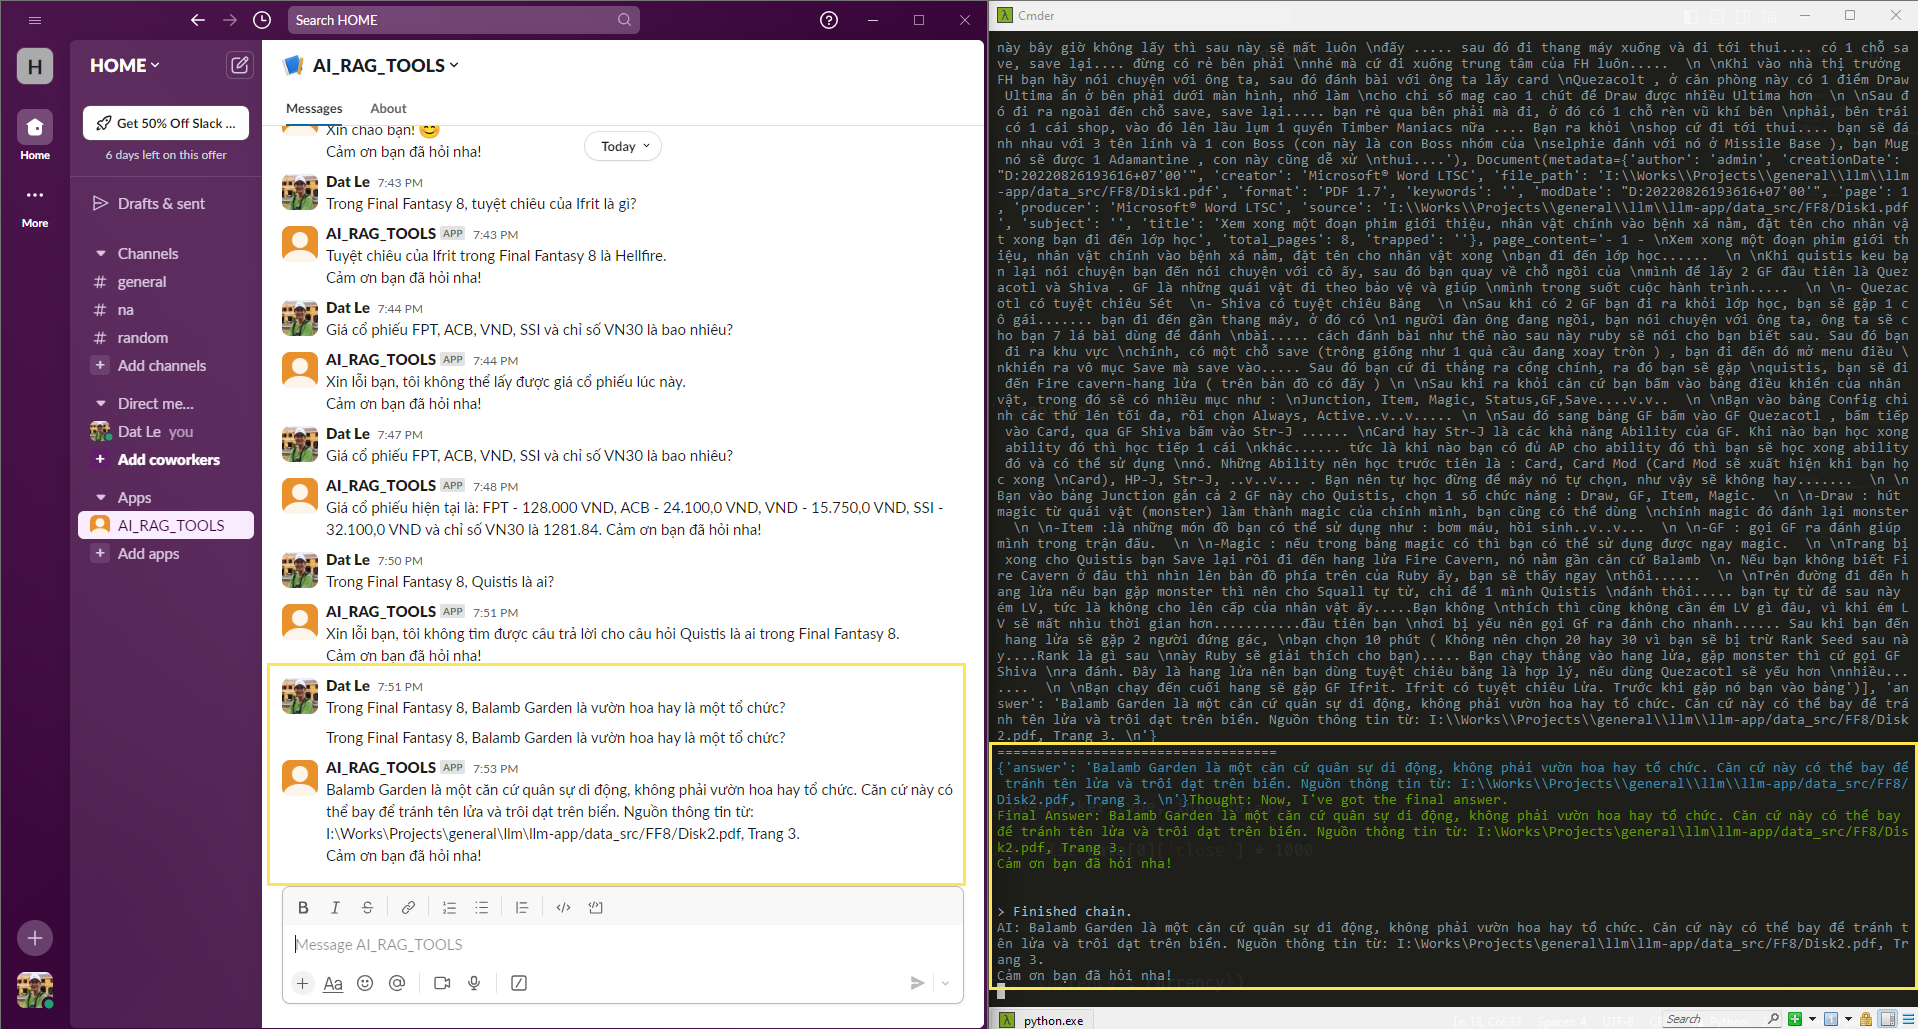 Search HOME
H
HOME
Get 50% Off Slack ...
6 days left on this offer
Home
More
Drafts & sent
Channels
# general
# na
# random
Add channels
Direct me...
Dat Le you
Add coworkers
Apps
AI_RAG_TOOLS
Add apps
AI_RAG_TOOLS
Messages
About
Xin chào bạn! 😊
Cảm ơn bạn đã hỏi nha!
Today
Dat Le 7:43 PM
Trong Final Fantasy 8, tuyệt chiêu của Ifrit là gì?
AI_RAG_TOOLS APP 7:43 PM
Tuyệt chiêu của Ifrit trong Final Fantasy 8 là Hellfire.
Cảm ơn bạn đã hỏi nha!
Dat Le 7:44 PM
Giá cổ phiếu FPT, ACB, VND, SSI và chỉ số VN30 là bao nhiêu?
AI_RAG_TOOLS APP 7:44 PM
Xin lỗi bạn, tôi không thể lấy được giá cổ phiếu lúc này.
Cảm ơn bạn đã hỏi nha!
Dat Le 7:47 PM
Giá cổ phiếu FPT, ACB, VND, SSI và chỉ số VN30 là bao nhiêu?
AI_RAG_TOOLS APP 7:48 PM
Giá cổ phiếu hiện tại là: FPT - 128.000 VND, ACB - 24.100,0 VND, VND - 15.750,0 VND, SSI -
32.100,0 VND và chỉ số VN30 là 1281.84. Cảm ơn bạn đã hỏi nha!
Dat Le 7:50 PM
Trong Final Fantasy 8, Quistis là ai?
AI_RAG_TOOLS APP 7:51 PM
Xin lỗi bạn, tôi không tìm được câu trả lời cho câu hỏi Quistis là ai trong Final Fantasy 8.
Cảm ơn bạn đã hỏi nha!
Dat Le 7:51 PM
Trong Final Fantasy 8, Balamb Garden là vườn hoa hay là một tổ chức?
Trong Final Fantasy 8, Balamb Garden là vườn hoa hay là một tổ chức?
AI_RAG_TOOLS APP 7:53 PM
Balamb Garden là một căn cứ quân sự di động, không phải vườn hoa hay tổ chức. Căn cứ này có
thể bay để tránh tên lửa và trôi dạt trên biển. Nguồn thông tin từ:
I:\Works\Projects\general\llm\llm-app/data_src/FF8/Disk2.pdf, Trang 3.
Cảm ơn bạn đã hỏi nha!
Message AI_RAG_TOOLS
Cmder
này bây giờ không lấy thì sau này sẽ mất luôn \nđấy ..... sau đó đi thang máy xuống và đi tới thui.... có 1 chỗ sa
ve, save lại.... đừng có rẻ bên phải \nnhé mà cứ đi xuống trung tâm của FH luôn..... \n \nKhi vào nhà thị trưởng
FH bạn hãy nói chuyện với ông ta, sau đó đánh bài với ông ta lấy card \nQuezacolt , ở căn phòng này có 1 điểm Draw
Ultima ẩn ở bên phải dưới màn hình, nhớ làm \ncho chỉ số mag cao 1 chút để Draw được nhiều Ultima hơn \n \nSau đ
ó đi ra ngoài đến chỗ save, save lại..... bạn rẻ qua bên phải mà đi, ở đó có 1 chỗ rèn vũ khí bên \nphải, bên trái
có 1 cái shop, vào đó lên lầu lụm 1 quyển Timber Maniacs nữa .... Bạn ra khỏi \nshop cứ đi tới thui.... bạn sẽ đá
nh nhau với 3 tên lính và 1 con Boss (con này là con Boss nhóm của \nselphie đánh với nó ở Missile Base ), bạn Mug
nó sẽ được 1 Adamantine , con này cũng dễ xử \nthui....'), Document(metadata={'author': 'admin', 'creationDate':
"D:20220826193616+07'00'", 'creator': 'Microsoft® Word LTSC', 'file_path': 'I:\\Works\\Projects\\general\\llm\\llm
-app/data_src/FF8/Disk1.pdf', 'format': 'PDF 1.7', 'keywords': '', 'modDate': "D:20220826193616+07'00'", 'page': 1
, 'producer': 'Microsoft® Word LTSC', 'source': 'I:\\Works\\Projects\\general\\llm\\llm-app/data_src/FF8/Disk1.pdf
', 'subject': '', 'title': 'Xem xong một đoạn phim giới thiệu, nhân vật chính vào bệnh xá nằm, đặt tên cho nhân vậ
t xong bạn đi đến lớp học', 'total_pages': 8, 'trapped': ''}, page_content='- 1 - \nXem xong một đoạn phim giới th
iệu, nhân vật chính vào bệnh xá nằm, đặt tên cho nhân vật xong \nbạn đi đến lớp học...... \n \nKhi quistis keu bạ
n lại nói chuyện bạn đến nói chuyện với cô ấy, sau đó bạn quay về chỗ ngồi của \nmình để lấy 2 GF đầu tiên là Quez
acotl và Shiva . GF là những quái vật đi theo bảo vệ và giúp \nmình trong suốt cuộc hành trình..... \n \n- Quezac
otl có tuyệt chiêu Sét \n- Shiva có tuyệt chiêu Băng \n \nSau khi có 2 GF bạn đi ra khỏi lớp học, bạn sẽ gặp 1 c
ô gái....... bạn đi đến gần thang máy, ở đó có \n1 người đàn ông đang ngồi, bạn nói chuyện với ông ta, ông ta sẽ c
ho bạn 7 lá bài dùng để đánh \nbài..... cách đánh bài như thế nào sau này ruby sẽ nói cho bạn biết sau. Sau đó bạn
đi ra khu vực \nchính, có một chỗ save (trông giống như 1 quả cầu đang xoay tròn ) , bạn đi đến đó mở menu điều \
nkhiển ra vô mục Save mà save vào..... Sau đó bạn cứ đi thẳng ra cổng chính, ra đó bạn sẽ gặp \nquistis, bạn sẽ đi
đến Fire cavern-hang lửa ( trên bản đồ có đấy ) \n \nSau khi ra khỏi căn cứ bạn bấm vào bảng điều khiển của nhân
vật, trong đó sẽ có nhiều mục như : \nJunction, Item, Magic, Status,GF,Save....v.v.. \n \nBạn vào bảng Config chỉ
nh các thứ lên tối đa, rồi chọn Always, Active..v..v..... \n \nSau đó sang bảng GF bấm vào GF Quezacotl , bấm tiếp
vào Card, qua GF Shiva bấm vào Str-J ...... \nCard hay Str-J là các khả năng Ability của GF. Khi nào bạn học xong
ability đó thì học tiếp 1 cái \nkhác...... tức là khi nào bạn có đủ AP cho ability đó thì bạn sẽ học xong ability
đó và có thể sử dụng \nnó. Những Ability nên học trước tiên là : Card, Card Mod (Card Mod sẽ xuất hiện khi bạn họ
c xong \nCard), HP-J, Str-J, ..v..v... . Bạn nên tự học đừng để máy nó tự chọn, như vậy sẽ không hay....... \n \n
Bạn vào bảng Junction gắn cả 2 GF này cho Quistis, chọn 1 số chức năng : Draw, GF, Item, Magic. \n \n-Draw : hút
magic từ quái vật (monster) làm thành magic của chính mình, bạn cũng có thể dùng \nchính magic đó đánh lại monster
\n \n-Item :là những món đồ bạn có thể sử dụng như : bơm máu, hồi sinh..v..v... \n \n-GF : gọi GF ra đánh giúp
mình trong trận đấu. \n \n-Magic : nếu trong bảng magic có thì bạn có thể sử dụng được ngay magic. \n \nTrang bị
xong cho Quistis bạn Save lại rồi đi đến hang lửa Fire Cavern, nó nằm gần căn cứ Balamb \n. Nếu bạn không biết Fi
re Cavern ở đâu thì nhìn lên bản đồ phía trên của Ruby ấy, bạn sẽ thấy ngay \nthôi...... \n \nTrên đường đi đến h
ang lửa nếu bạn gặp monster thì nên cho Squall tự tử, chỉ để 1 mình Quistis \nđánh thôi..... bạn tự tử để sau này
ém LV, tức là không cho lên cấp của nhân vật ấy.....Bạn không \nthích thì cũng không cần ém LV gì đâu, vì khi ém L
V sẽ mất nhìu thời gian hơn...........đầu tiên bạn \nhơi bị yếu nên gọi Gf ra đánh cho nhanh...... Sau khi bạn đến
hang lửa sẽ gặp 2 người đứng gác, \nbạn chọn 10 phút ( Không nên chọn 20 hay 30 vì bạn sẽ bị trừ Rank Seed sau nà
y....Rank là gì sau \nnày Ruby sẽ giải thích cho bạn)..... Bạn chạy thẳng vào hang lửa, gặp monster thì cứ gọi GF
Shiva \nra đánh. Đây là hang lửa nên bạn dùng tuyệt chiêu băng là hợp lý, nếu dùng Quezacotl sẽ yếu hơn \nnhiều...
.... \n \nBạn chạy đến cuối hang sẽ gặp GF Ifrit. Ifrit có tuyệt chiêu Lửa. Trước khi gặp nó bạn vào bảng')], 'an
swer': 'Balamb Garden là một căn cứ quân sự di động, không phải vườn hoa hay tổ chức. Căn cứ này có thể bay để trá
nh tên lửa và trôi dạt trên biển. Nguồn thông tin từ: I:\\Works\\Projects\\general\\llm\\llm-app/data_src/FF8/Disk
2.pdf, Trang 3. \n'}
===================================
{'answer': 'Balamb Garden là một căn cứ quân sự di động, không phải vườn hoa hay tổ chức. Căn cứ này có thể bay để
tránh tên lửa và trôi dạt trên biển. Nguồn thông tin từ: I:\\Works\\Projects\\general\\llm\\llm-app/data_src/FF8/
Disk2.pdf, Trang 3. \n'}Thought: Now, I've got the final answer.
Final Answer: Balamb Garden là một căn cứ quân sự di động, không phải vườn hoa hay tổ chức. Căn cứ này có thể bay
để tránh tên lửa và trôi dạt trên biển. Nguồn thông tin từ: I:\Works\Projects\general\llm\llm-app/data_src/FF8/Dis
k2.pdf, Trang 3.
[0]['close'] * 1000
Cảm ơn bạn đã hỏi nha!
> Finished chain.
AI: Balamb Garden là một căn cứ quân sự di động, không phải vườn hoa hay tổ chức. Căn cứ này có thể bay để tránh t
ên lửa và trôi dạt trên biển. Nguồn thông tin từ: I:\Works\Projects\general\llm\llm-app/data_src/FF8/Disk2.pdf, Tr
ang 3.
Cảm ơn bạn đã hỏi nha!
python.exe
Search